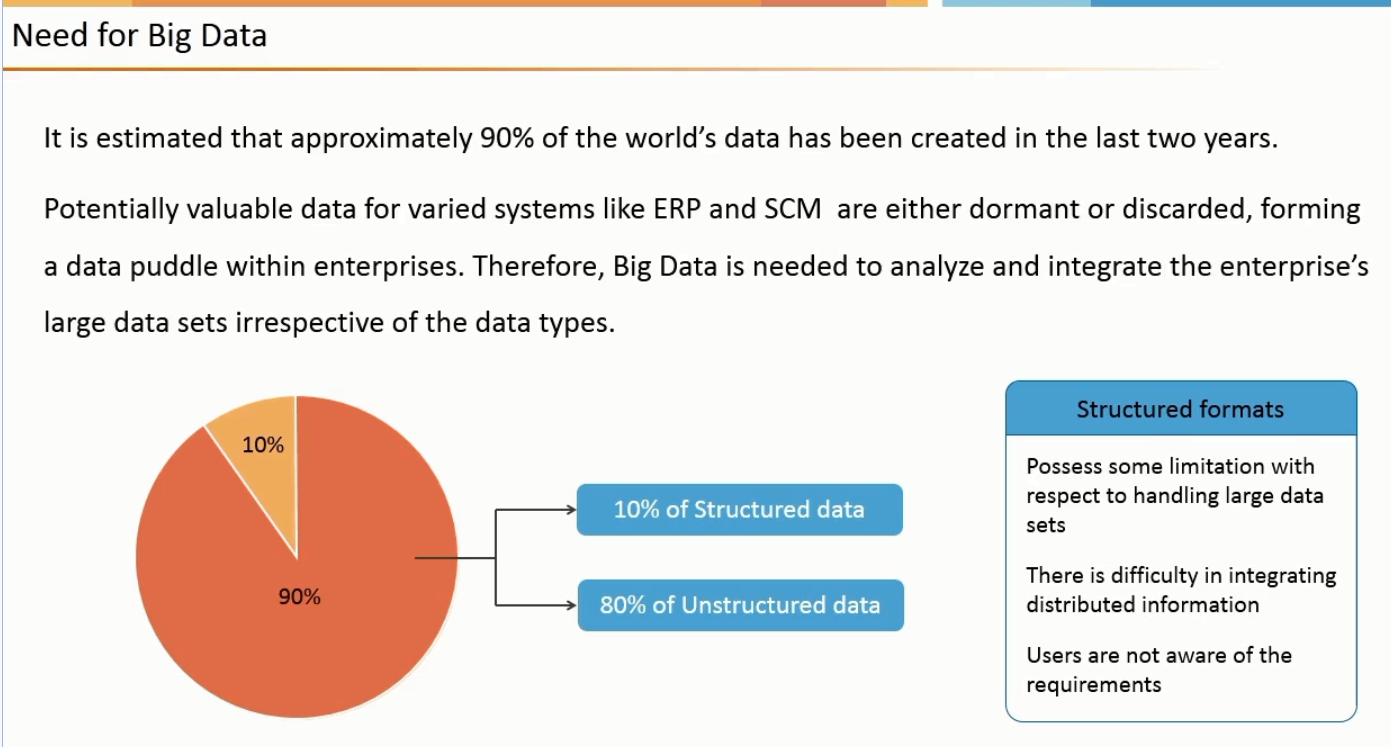 Need for Big Data
It is estimated that approximately 90% of the world’s data has been created in the last two years.
Potentially valuable data for varied systems like ERP and SCM are either dormant or discarded, forming
a data puddle within enterprises. Therefore, Big Data is needed to analyze and integrate the enterprise’s
large data sets irrespective of the data types.
10%
90%
10% of Structured data
80% of Unstructured data
Structured formats
Possess some limitation with
respect to handling large data
sets
There is difficulty in integrating
distributed information
Users are not aware of the
requirements